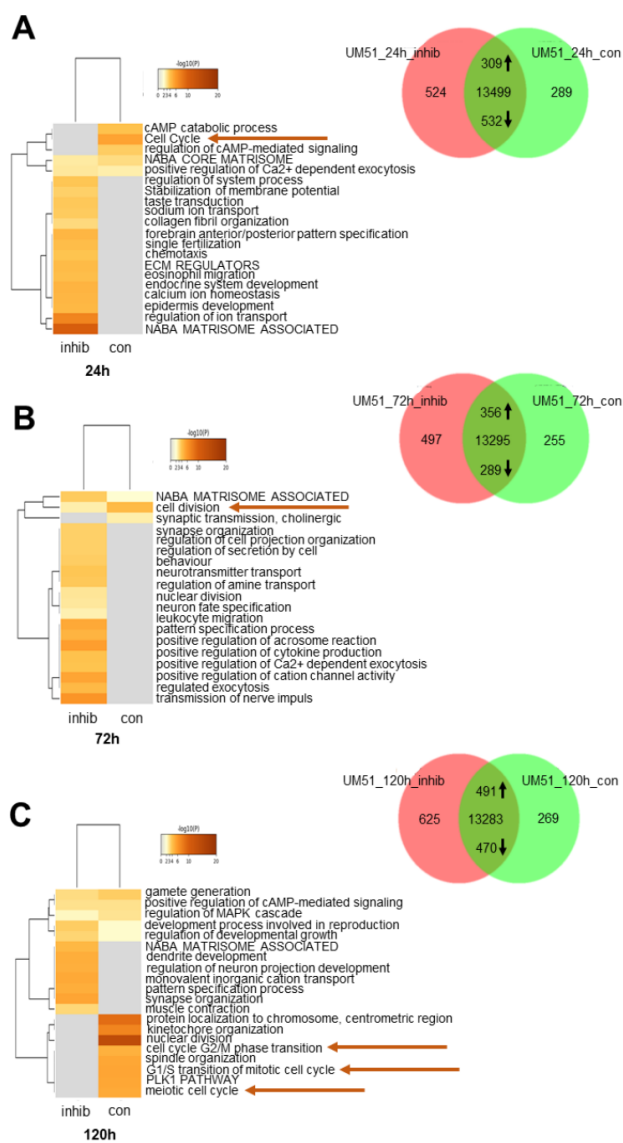 A
-log10(P)
0 2 3 4 6 10 20
UM51_24h_inhib
UM51_24h_con
309
524
13499
289
532
cAMP catabolic process
Cell Cycle
regulation of cAMP-mediated signaling
NABA CORE MATRISOME
positive regulation of Ca2+ dependent exocytosis
regulation of system process
Stabilization of membrane potential
taste transduction
sodium ion transport
collagen fibril organization
forebrain anterior/posterior pattern specification
single fertilization
chemotaxis
ECM REGULATORS
eosinophil migration
endocrine system development
calcium ion homeostasis
epidermis development
regulation of ion transport
NABA MATRISOME ASSOCIATED
inhib con
24h
B
-log10(P)
0 2 3 4 6 10 20
UM51_72h_inhib
UM51_72h_con
356
497
13295
255
289
NABA MATRISOME ASSOCIATED
cell division
synaptic transmission, cholinergic
synapse organization
regulation of cell projection organization
regulation of secretion by cell
behaviour
neurotransmitter transport
regulation of amine transport
nuclear division
neuron fate specification
leukocyte migration
pattern specification process
positive regulation of acrosome reaction
positive regulation of cytokine production
positive regulation of Ca2+ dependent exocytosis
positive regulation of cation channel activity
regulated exocytosis
transmission of nerve impuls
inhib con
72h
C
-log10(P)
0 2 3 4 6 10 20
UM51_120h_inhib
UM51_120h_con
491
625
13283
269
470
gamete generation
positive regulation of cAMP-mediated signaling
regulation of MAPK cascade
development process involved in reproduction
regulation of developmental growth
NABA MATRISOME ASSOCIATED
dendrite development
regulation of neuron projection development
monovalent inorganic cation transport
pattern specification process
synapse organization
muscle contraction
protein localization to chromosome, centrometric region
kinetochore organization
nuclear division
cell cycle G2/M phase transition
spindle organization
G1/S transition of mitotic cell cycle
PLK1 PATHWAY
meiotic cell cycle
inhib con
120h